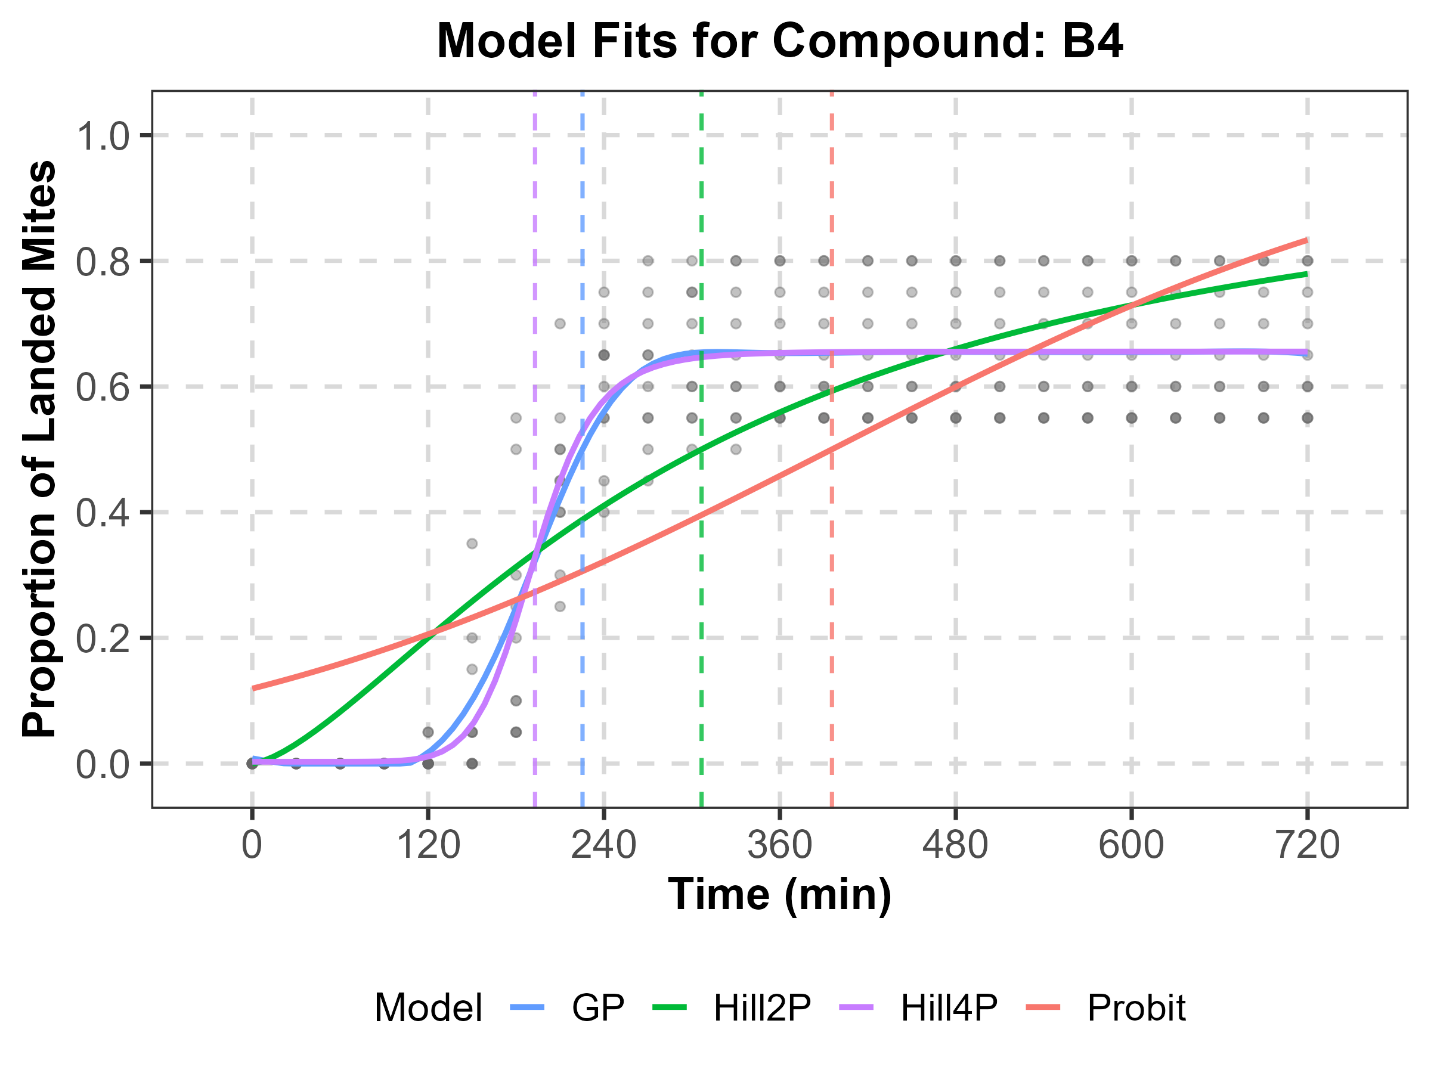 Model Fits for Compound: B4
Proportion of Landed Mites
1.0
0.8
0.6
0.4
0.2
0.0
0 120 240 360 480 600 720
Time (min)
Model GP Hill2P Hill4P Probit